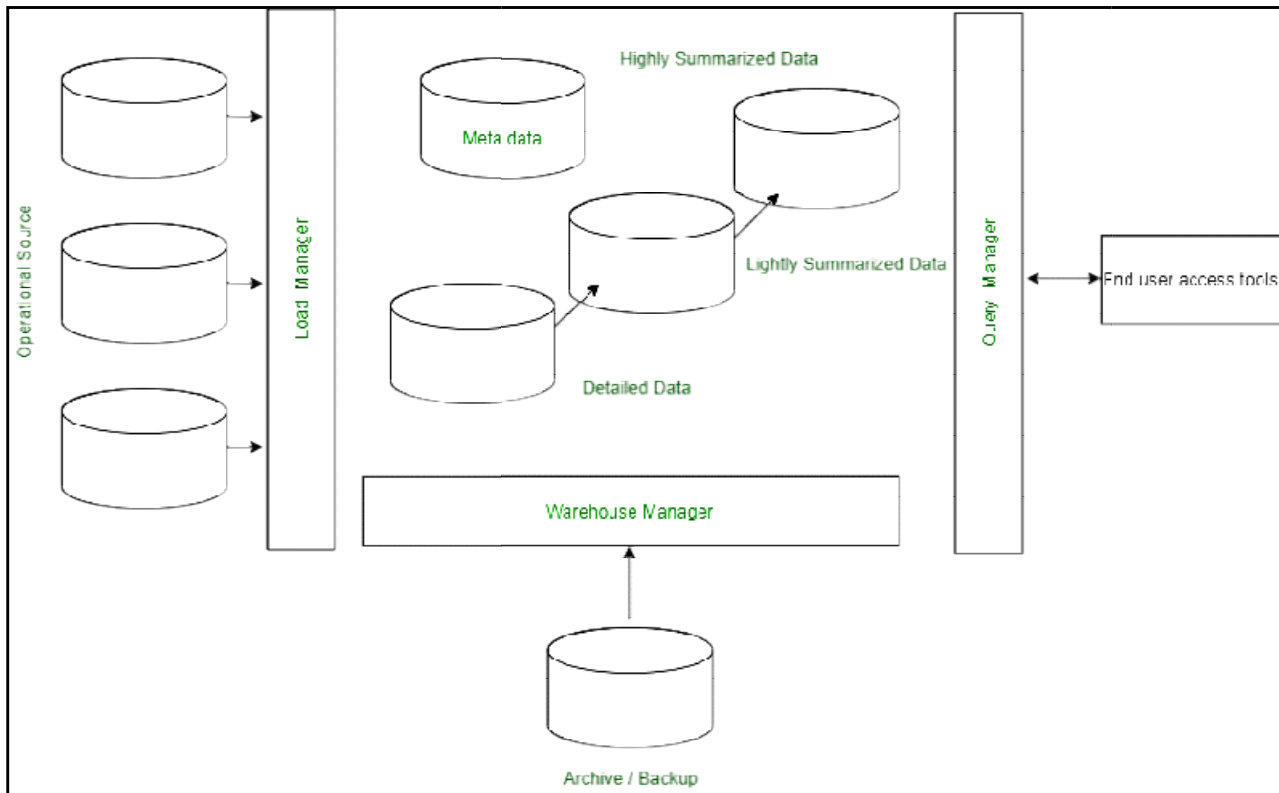 Operational Source
Load Manager
Meta data
Highly Summarized Data
Lightly Summarized Data
Detailed Data
Warehouse Manager
Archive / Backup
Query Manager
End user access tools